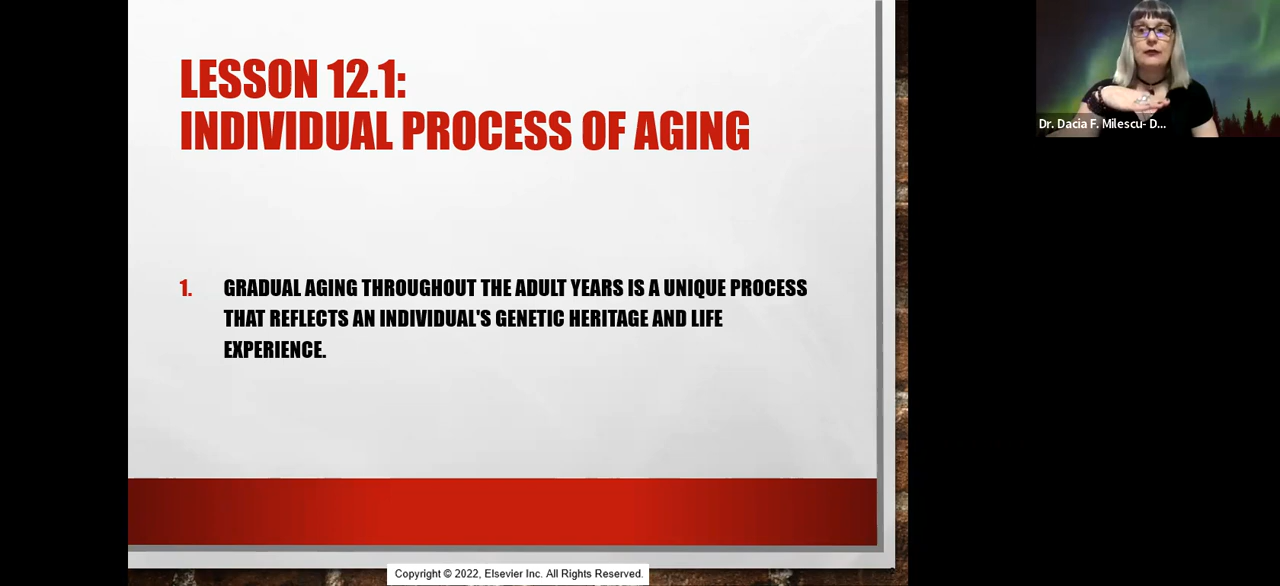 LESSON 12.1:
INDIVIDUAL PROCESS OF AGING
1. GRADUAL AGING THROUGHOUT THE ADULT YEARS IS A UNIQUE PROCESS
THAT REFLECTS AN INDIVIDUAL'S GENETIC HERITAGE AND LIFE
EXPERIENCE.
Dr. Dacia F. Milescu- D...
Copyright © 2022, Elsevier Inc. All Rights Reserved.